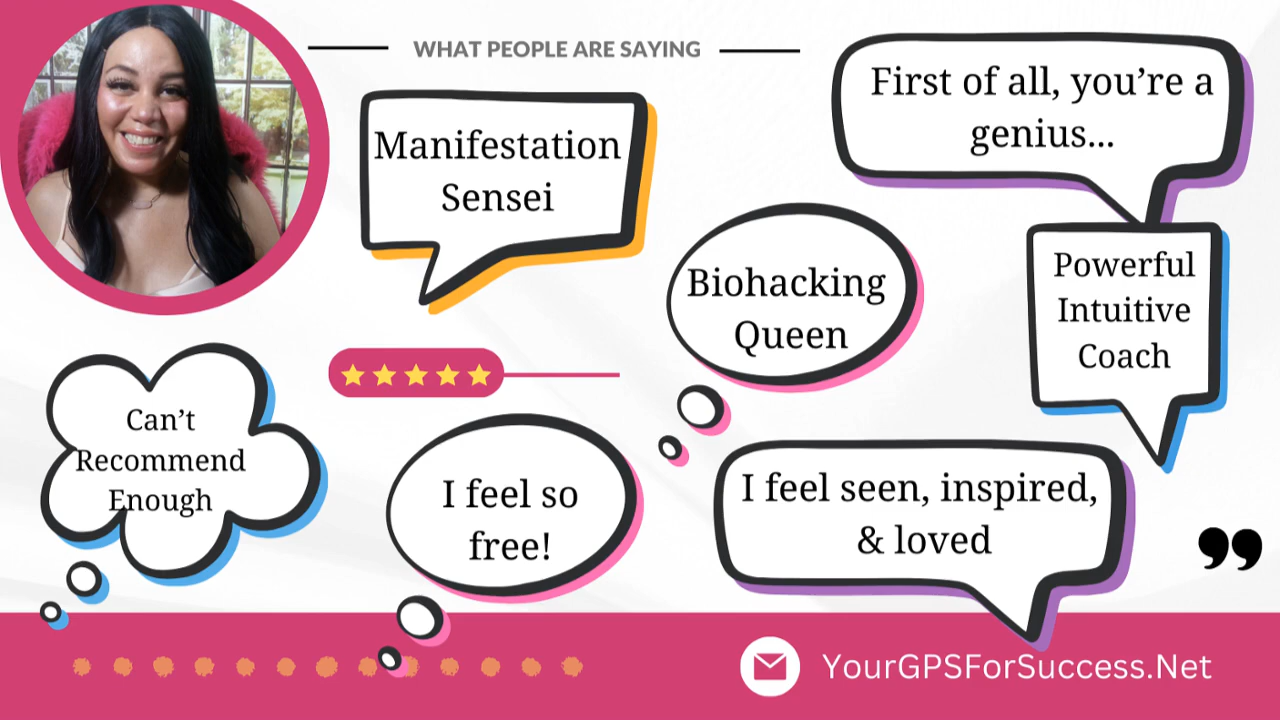 WHAT PEOPLE ARE SAYING
First of all, you’re a
genius...
Manifestation
Sensei
Biohacking
Queen
Powerful
Intuitive
Coach
Can’t
Recommend
Enough
I feel so
free!
I feel seen, inspired,
& loved
YourGPSForSuccess.Net